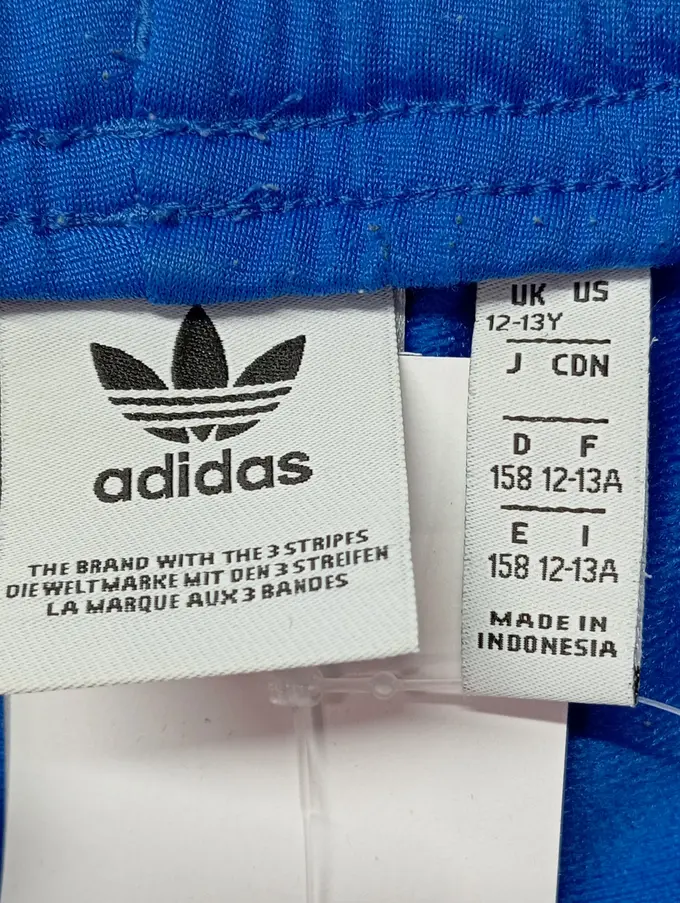 adidas
THE BRAND WITH THE 3 STRIPES
DIE WELTMARKE MIT DEN 3 STREIFEN
LA MARQUE AUX 3 BANDES
UK US
12-13Y
J CDN
D F
158 12-13A
E I
158 12-13A
MADE IN
INDONESIA